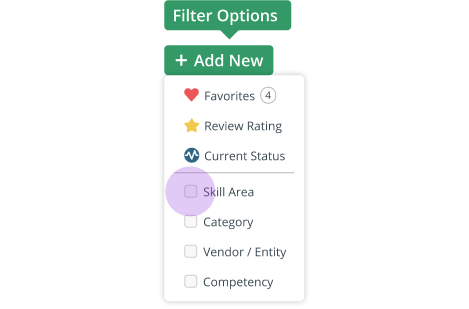 Filter Options
+ Add New
Favorites 4
Review Rating
Current Status
Skill Area
Category
Vendor / Entity
Competency